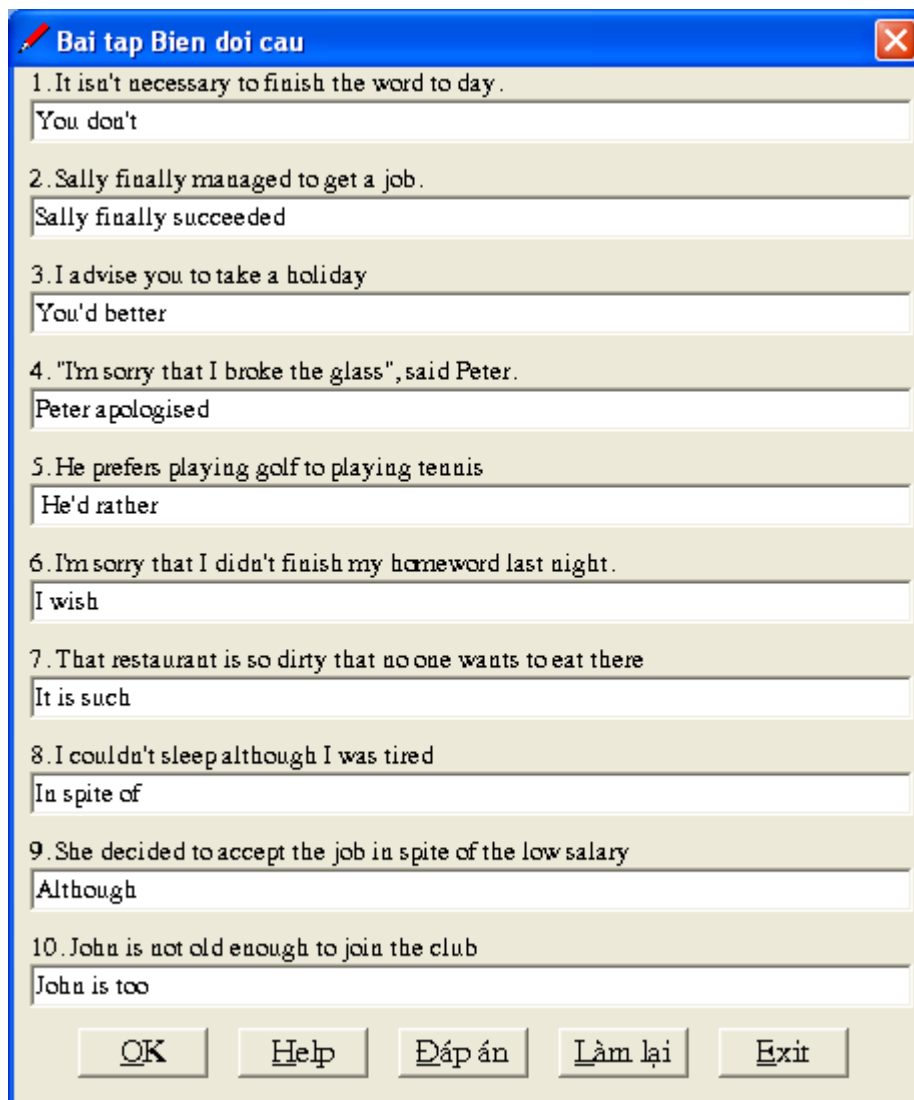 Bai tap Bien doi cau
1. It isn't necessary to finish the word to day.
You don't
2. Sally finally managed to get a job.
Sally finally succeeded
3. I advise you to take a holiday
You'd better
4. "I'm sorry that I broke the glass", said Peter.
Peter apologised
5. He prefers playing golf to playing tennis
He'd rather
6. I'm sorry that I didn't finish my homeword last night.
I wish
7. That restaurant is so dirty that no one wants to eat there
It is such
8. I couldn't sleep although I was tired
In spite of
9. She decided to accept the job in spite of the low salary
Although
10. John is not old enough to join the club
John is too
OK Help Đáp án Làm lại Exit